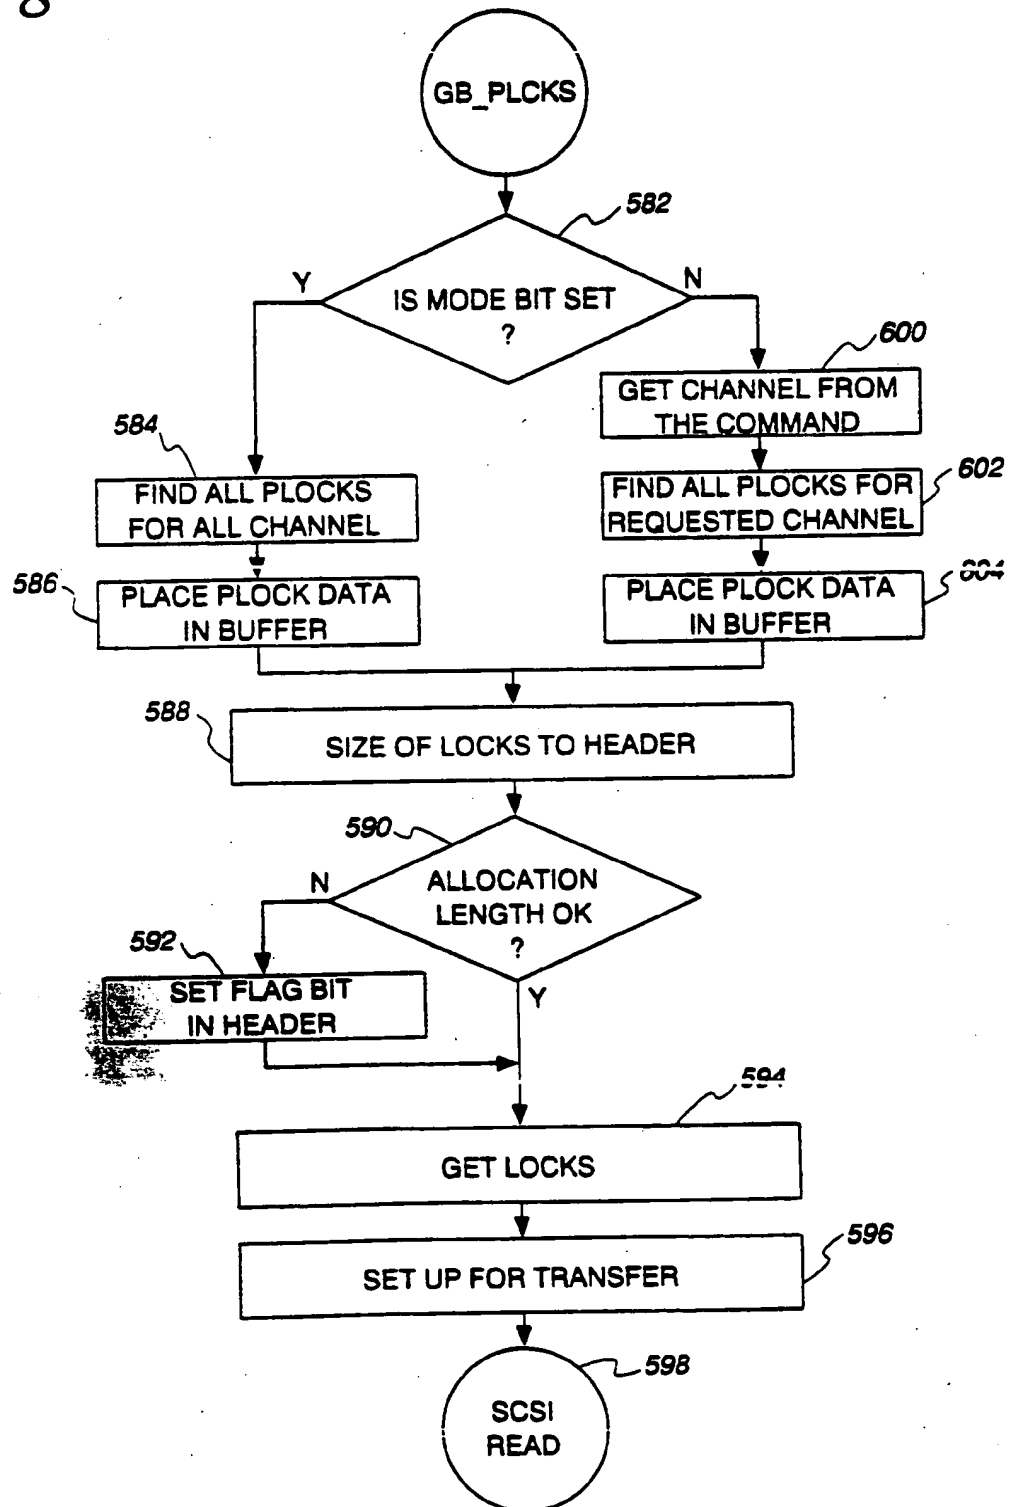 8
GB_PLCKS
582
IS MODE BIT SET
?
Y
N
600
GET CHANNEL FROM
THE COMMAND
584
FIND ALL PLOCKS
FOR ALL CHANNEL
602
FIND ALL PLOCKS FOR
REQUESTED CHANNEL
586
PLACE PLOCK DATA
IN BUFFER
604
PLACE PLOCK DATA
IN BUFFER
588
SIZE OF LOCKS TO HEADER
590
ALLOCATION
LENGTH OK
?
N
Y
592
SET FLAG BIT
IN HEADER
594
GET LOCKS
596
SET UP FOR TRANSFER
598
SCSI
READ